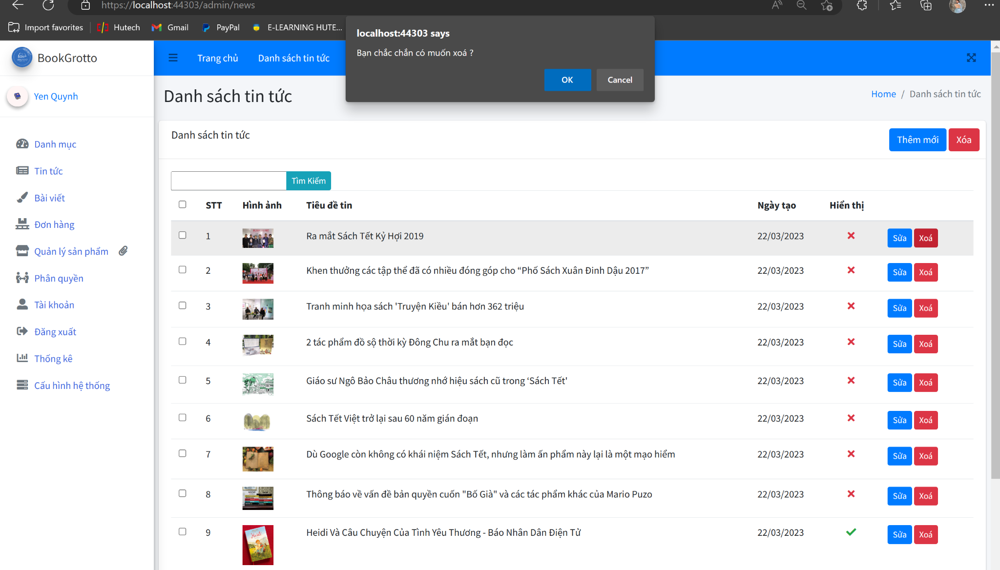 https://localhost:44303/admin/news
Import favorites
Hutech
Gmail
PayPal
E-LEARNING HUTE...
localhost:44303 says
Bạn chắc chắn có muốn xoá ?
OK
Cancel
BookGrotto
Trang chủ
Danh sách tin tức
Yen Quynh
Danh sách tin tức
Home / Danh sách tin tức
Danh mục
Tin tức
Bài viết
Đơn hàng
Quản lý sản phẩm
Phân quyền
Tài khoản
Đăng xuất
Thống kê
Cấu hình hệ thống
Danh sách tin tức
Thêm mới
Xóa
Tìm Kiếm
STT Hình ảnh Tiêu đề tin Ngày tạo Hiển thị
1 Ra mắt Sách Tết Kỷ Hợi 2019 22/03/2023 Sửa Xoá
2 Khen thưởng các tập thể đã có nhiều đóng góp cho “Phố Sách Xuân Đinh Dậu 2017” 22/03/2023 Sửa Xoá
3 Tranh minh họa sách 'Truyện Kiều' bán hơn 362 triệu 22/03/2023 Sửa Xoá
4 2 tác phẩm đồ sộ thời kỳ Đông Chu ra mắt bạn đọc 22/03/2023 Sửa Xoá
5 Giáo sư Ngô Bảo Châu thương nhớ hiệu sách cũ trong ‘Sách Tết' 22/03/2023 Sửa Xoá
6 Sách Tết Việt trở lại sau 60 năm gián đoạn 22/03/2023 Sửa Xoá
7 Dù Google còn không có khái niệm Sách Tết, nhưng làm ấn phẩm này lại là một mạo hiểm 22/03/2023 Sửa Xoá
8 Thông báo về vấn đề bản quyền cuốn "Bố Già" và các tác phẩm khác của Mario Puzo 22/03/2023 Sửa Xoá
9 Heidi Và Câu Chuyện Của Tình Yêu Thương - Báo Nhân Dân Điện Tử 22/03/2023 Sửa Xoá
Heidi